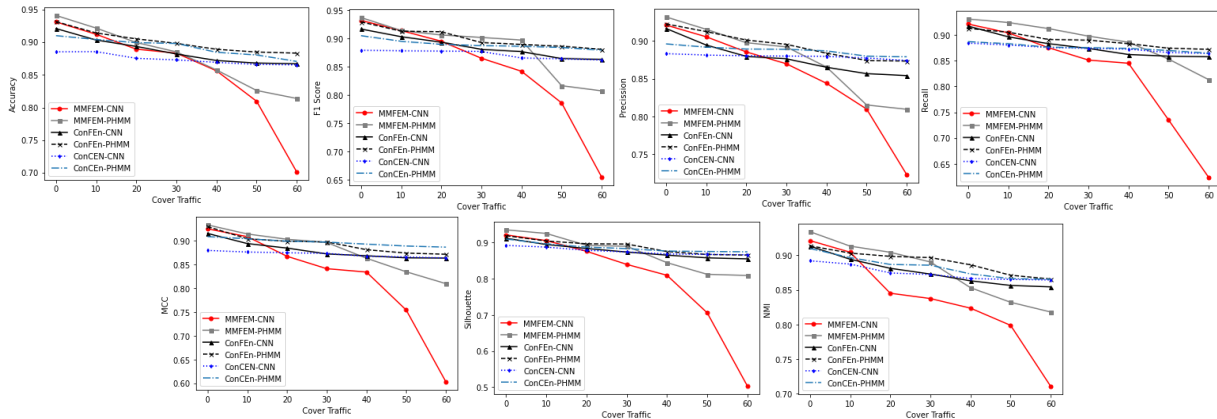 Accuracy
0.95
0.90
0.85
0.80
0.75
0.70
MMFEM-CNN
MMFEM-PHMM
ConFEn-CNN
ConFEn-PHMM
ConCEN-CNN
ConCEn-PHMM
0 10 20 30 40 50 60
Cover Traffic
F1 Score
0.95
0.90
0.85
0.80
0.75
0.70
0.65
MMFEM-CNN
MMFEM-PHMM
ConFEn-CNN
ConFEn-PHMM
ConCEN-CNN
ConCEn-PHMM
0 10 20 30 40 50 60
Cover Traffic
Precission
0.95
0.90
0.85
0.80
0.75
MMFEM-CNN
MMFEM-PHMM
ConFEn-CNN
ConFEn-PHMM
ConCEN-CNN
ConCEn-PHMM
0 10 20 30 40 50 60
Cover Traffic
Recall
0.95
0.90
0.85
0.80
0.75
0.70
0.65
MMFEM-CNN
MMFEM-PHMM
ConFEn-CNN
ConFEn-PHMM
ConCEN-CNN
ConCEn-PHMM
0 10 20 30 40 50 60
Cover Traffic
MCC
0.90
0.85
0.80
0.75
0.70
0.65
0.60
MMFEM-CNN
MMFEM-PHMM
ConFEn-CNN
ConFEn-PHMM
ConCEN-CNN
ConCEn-PHMM
0 10 20 30 40 50 60
Cover Traffic
Silhouette
0.9
0.8
0.7
0.6
0.5
MMFEM-CNN
MMFEM-PHMM
ConFEn-CNN
ConFEn-PHMM
ConCEN-CNN
ConCEn-PHMM
0 10 20 30 40 50 60
Cover Traffic
NMI
0.95
0.90
0.85
0.80
0.75
0.70
MMFEM-CNN
MMFEM-PHMM
ConFEn-CNN
ConFEn-PHMM
ConCEN-CNN
ConCEn-PHMM
0 10 20 30 40 50 60
Cover Traffic